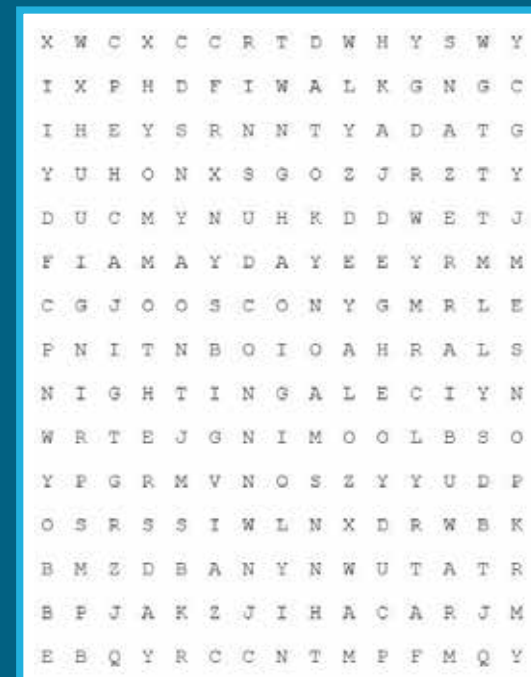 X W C X C C R T D W H Y S W Y
I X P H D F I W A L K G N G C
I H E Y S R N N T Y A D A T G
Y U H O N X S G O Z J R Z T Y
D U C M Y N U H K D D W E T J
F I A M A Y D A Y E E Y R M M
C G J O O S C O N Y G M R L E
P N I T N B O I O A H R A L S
N I G H T I N G A L E C I Y N
W R T E J G N I M O O L B S O
Y P G R M V N O S Z Y Y U D P
O S R S S I W L N X D R W B K
B M Z D B A N Y N W U T A T R
B P J A K Z J I H A C A R J M
E B Q Y R C C N T M P F M Q Y